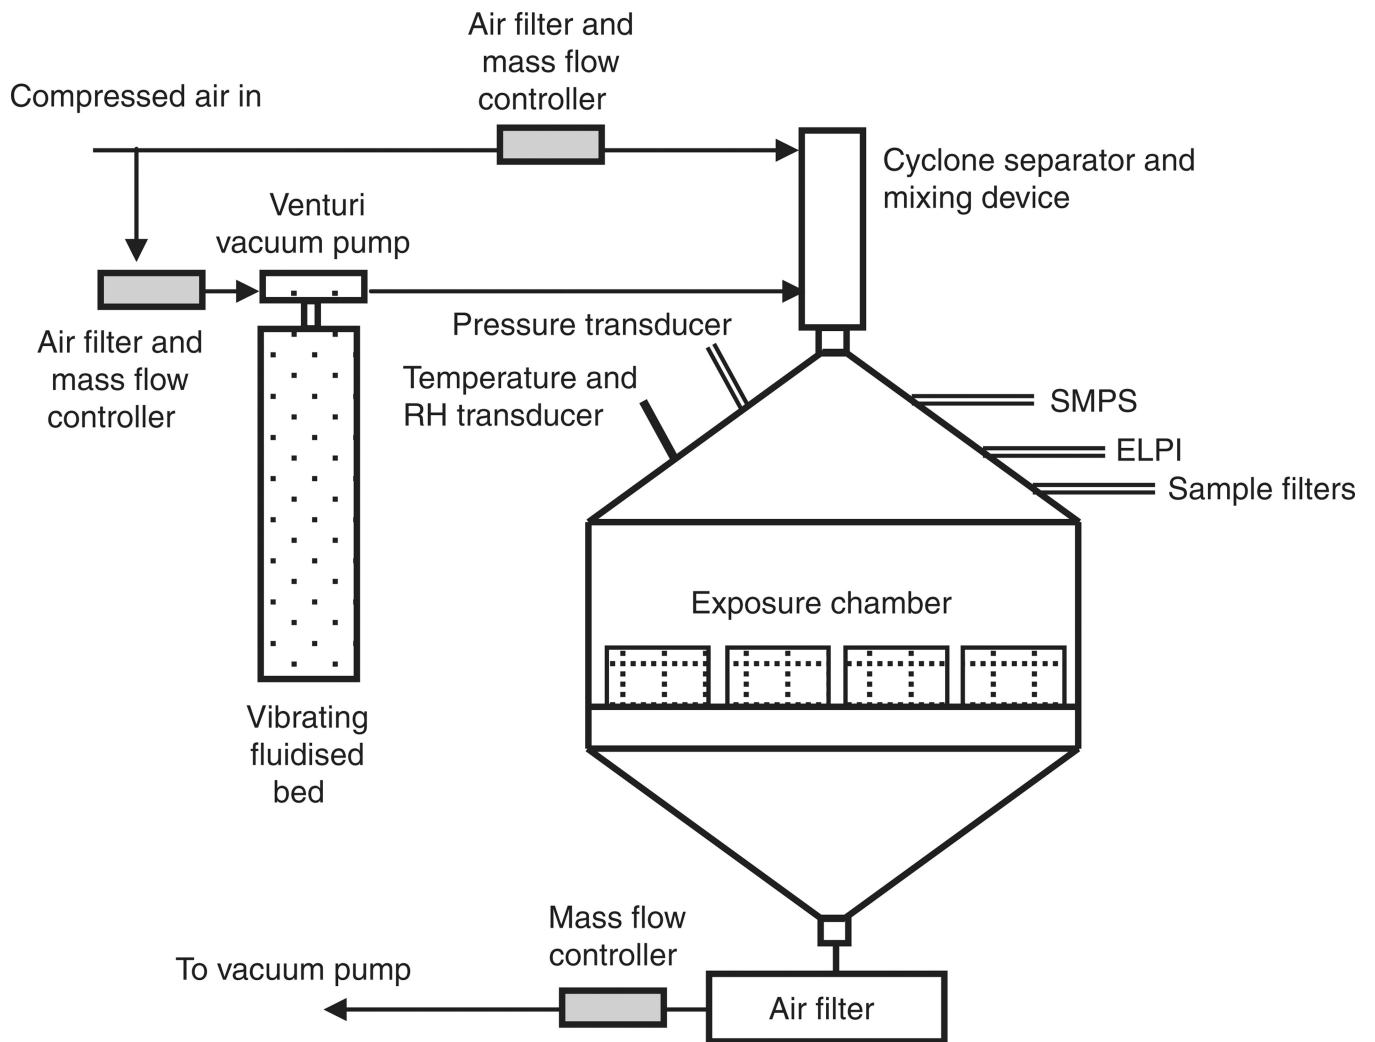 Air filter and
mass flow
controller
Compressed air in
Cyclone separator and
mixing device
Venturi
vacuum pump
Air filter and
mass flow
controller
Pressure transducer
Temperature and
RH transducer
SMPS
ELPI
Sample filters
Exposure chamber
Vibrating
fluidised
bed
Mass flow
controller
To vacuum pump
Air filter